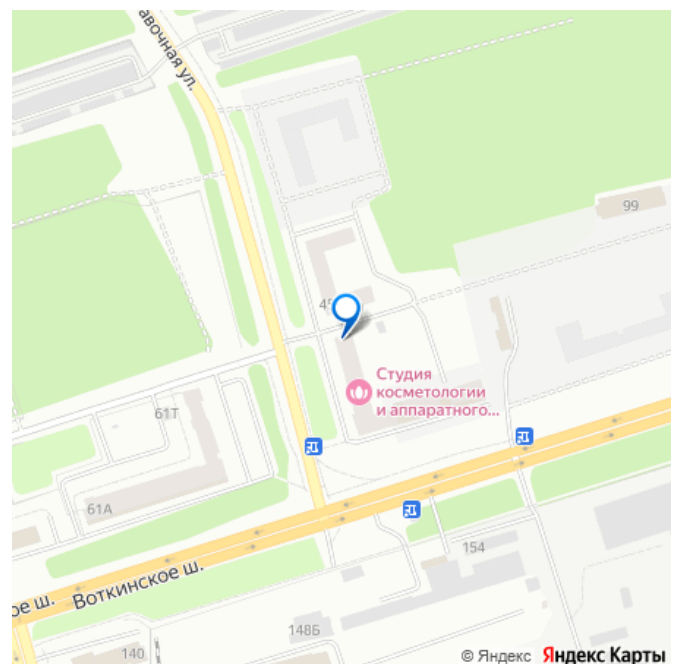 авочная ул.
99
45
Студия
косметологии
и аппаратного...
61Т
61А
Воткинское ш.
ое ш.
154
148Б
140
© Яндекс Яндекс Карты